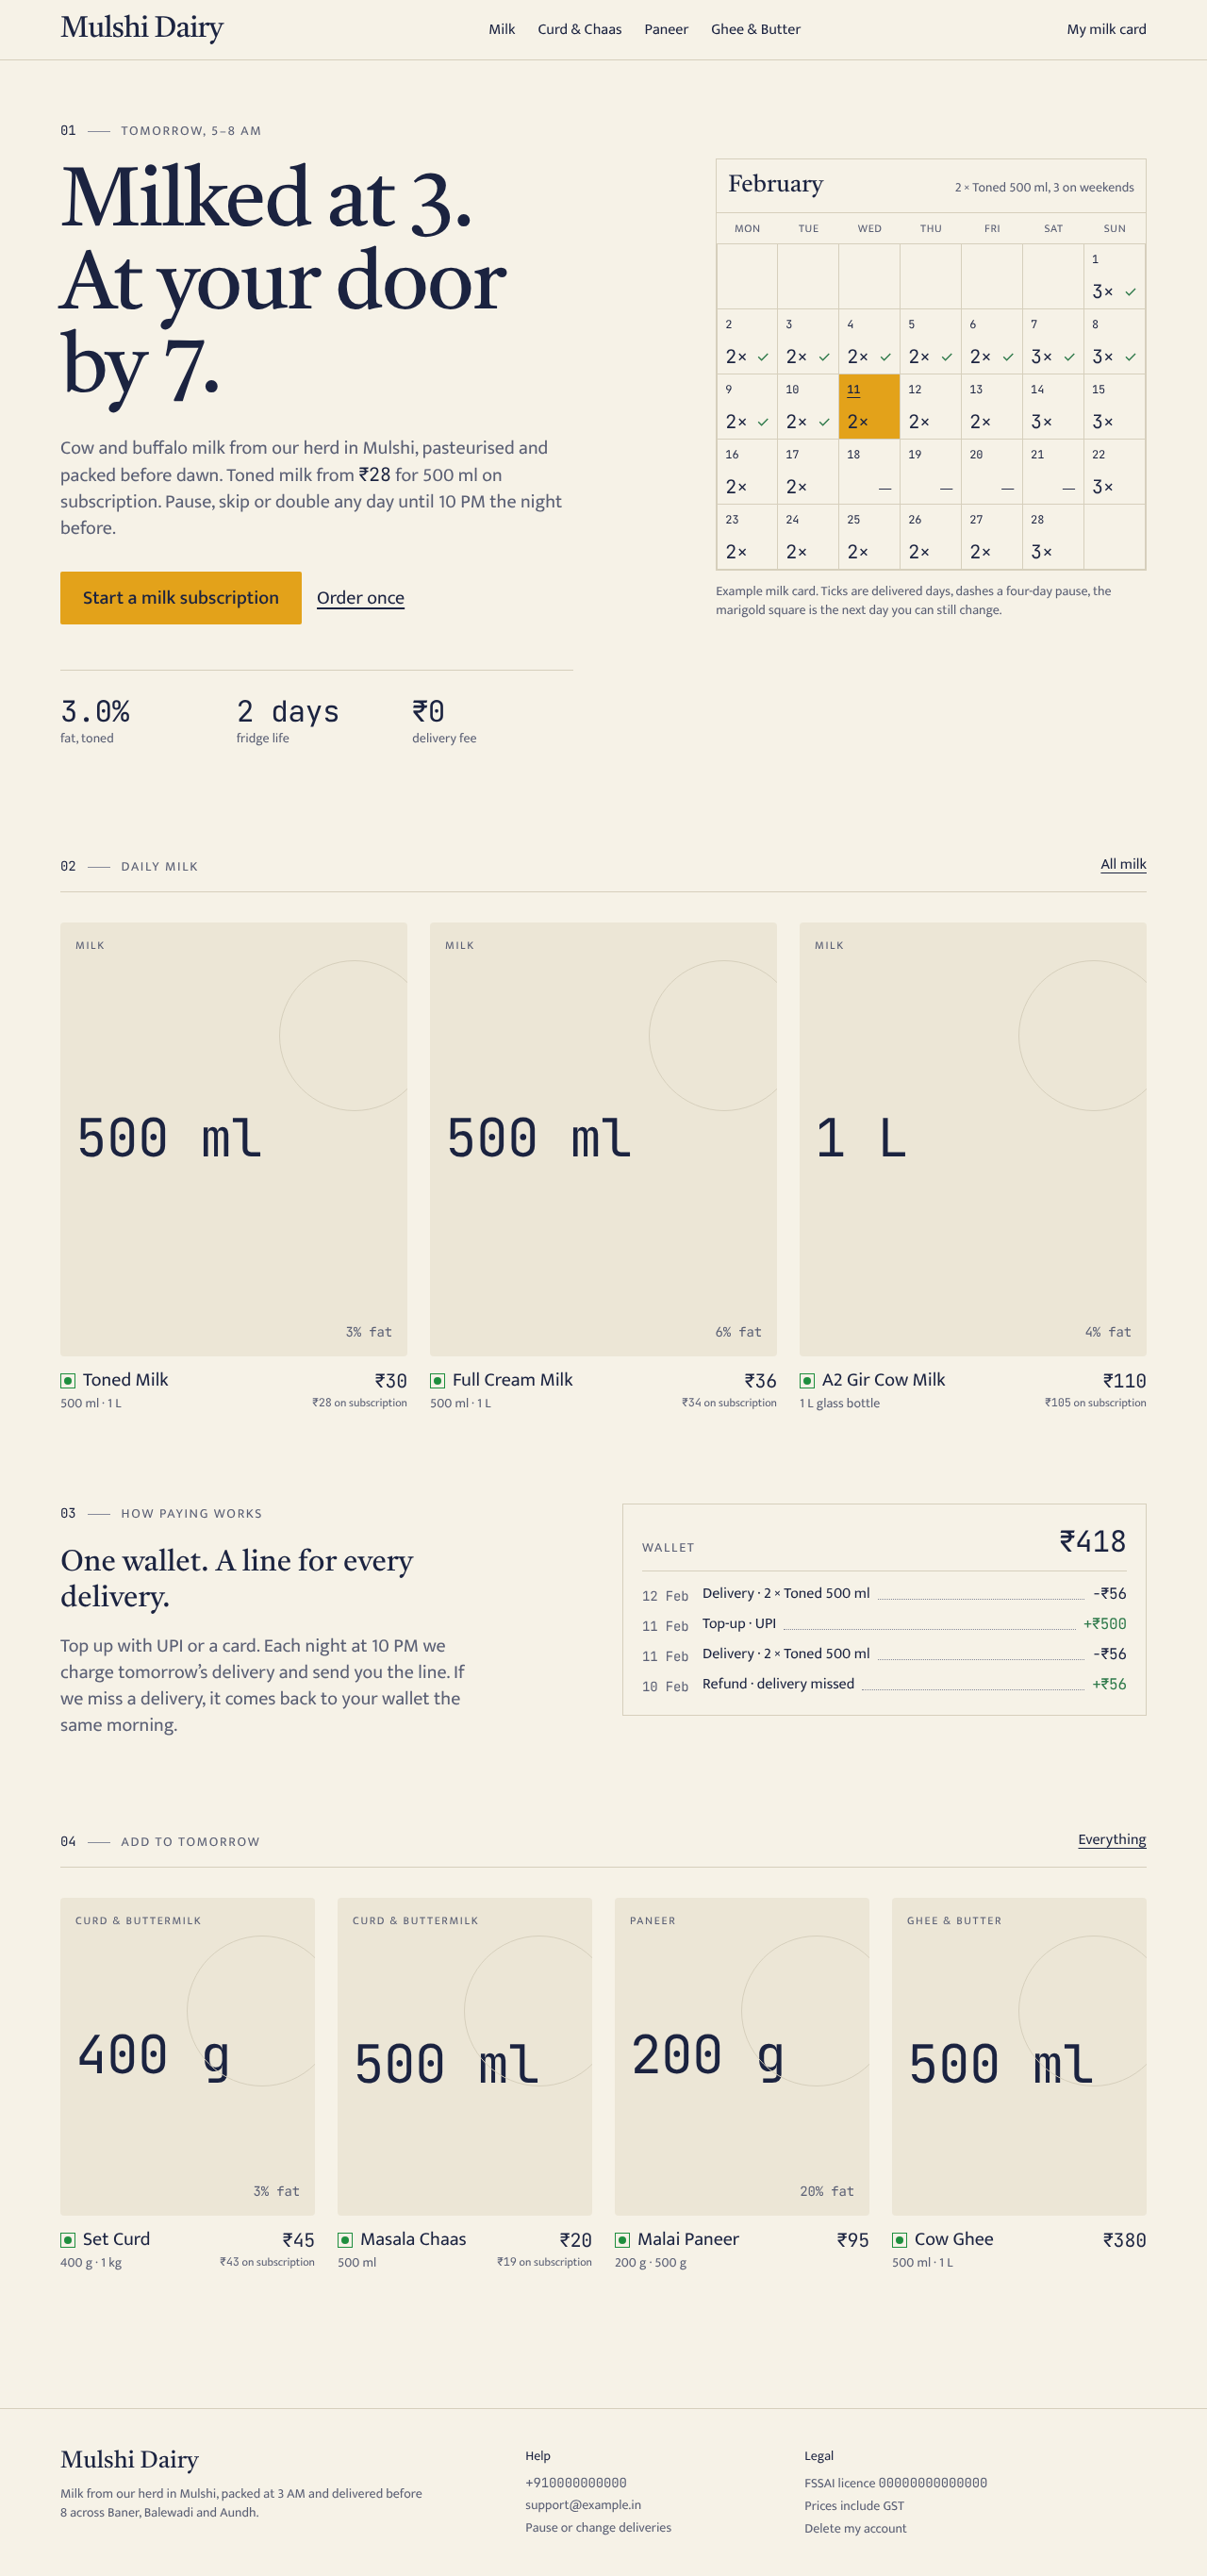 Mulshi Dairy
Milk Curd & Chaas Paneer Ghee & Butter
My milk card
01 — TOMORROW, 5–8 AM
Milked at 3.
At your door
by 7.
Cow and buffalo milk from our herd in Mulshi, pasteurised and
packed before dawn. Toned milk from ₹28 for 500 ml on
subscription. Pause, skip or double any day until 10 PM the night
before.
Start a milk subscription Order once
3.0% 2 days ₹0
fat, toned fridge life delivery fee
February 2 × Toned 500 ml, 3 on weekends
MON TUE WED THU FRI SAT SUN
1
3× ✓
2 3 4 5 6 7 8
2× ✓ 2× ✓ 2× ✓ 2× ✓ 2× ✓ 3× ✓ 3× ✓
9 10 11 12 13 14 15
2× ✓ 2× ✓ 2× 2× 2× 3× 3×
16 17 18 19 20 21 22
2× 2× — — — — 3×
23 24 25 26 27 28
2× 2× 2× 2× 2× 3×
Example milk card. Ticks are delivered days, dashes a four-day pause, the
marigold square is the next day you can still change.
02 — DAILY MILK All milk
MILK MILK MILK
500 ml 500 ml 1 L
3% fat 6% fat 4% fat
Toned Milk ₹30 Full Cream Milk ₹36 A2 Gir Cow Milk ₹110
500 ml · 1 L ₹28 on subscription 500 ml · 1 L ₹34 on subscription 1 L glass bottle ₹105 on subscription
03 — HOW PAYING WORKS
One wallet. A line for every
delivery.
Top up with UPI or a card. Each night at 10 PM we
charge tomorrow’s delivery and send you the line. If
we miss a delivery, it comes back to your wallet the
same morning.
WALLET ₹418
12 Feb Delivery · 2 × Toned 500 ml -₹56
11 Feb Top-up · UPI +₹500
11 Feb Delivery · 2 × Toned 500 ml -₹56
10 Feb Refund · delivery missed +₹56
04 — ADD TO TOMORROW Everything
CURD & BUTTERMILK CURD & BUTTERMILK PANEER GHEE & BUTTER
400 g 500 ml 200 g 500 ml
3% fat 20% fat
Set Curd ₹45 Masala Chaas ₹20 Malai Paneer ₹95 Cow Ghee ₹380
400 g · 1 kg ₹43 on subscription 500 ml ₹19 on subscription 200 g · 500 g 500 ml · 1 L
Mulshi Dairy
Milk from our herd in Mulshi, packed at 3 AM and delivered before
8 across Baner, Balewadi and Aundh.
Help
+910000000000
support@example.in
Pause or change deliveries
Legal
FSSAI licence 00000000000000
Prices include GST
Delete my account